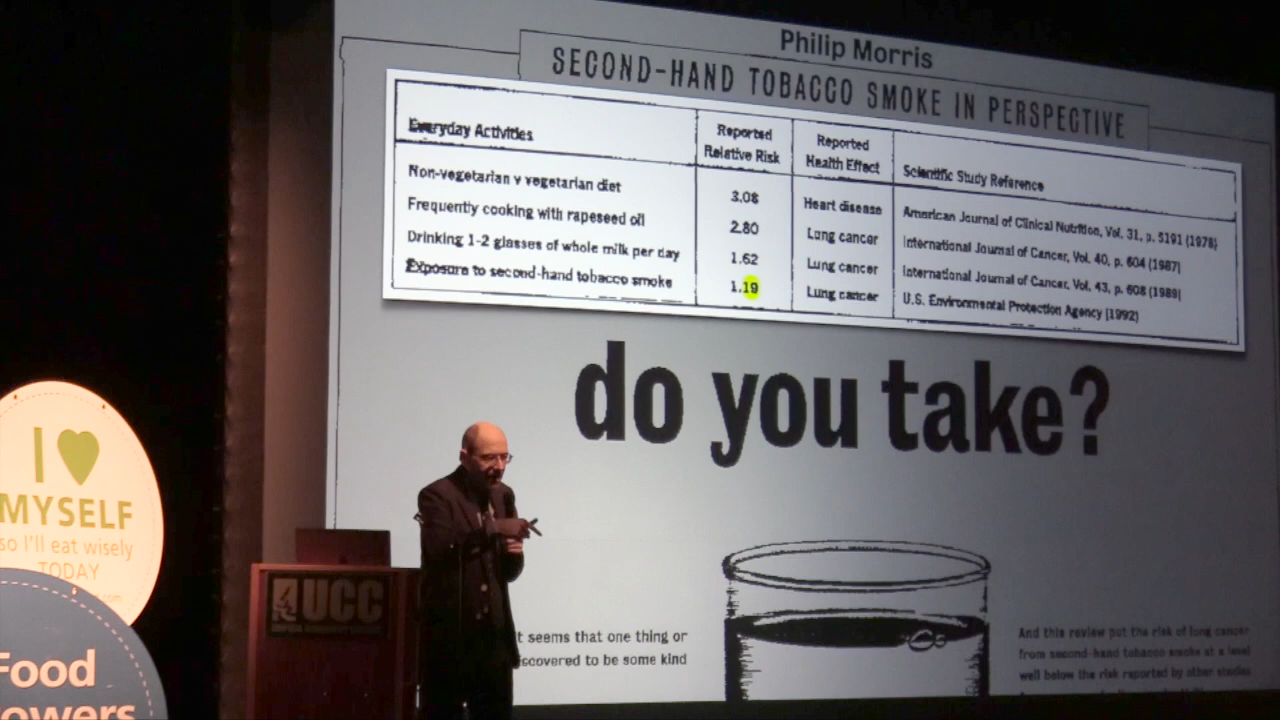 Philip Morris
SECOND-HAND TOBACCO SMOKE IN PERSPECTIVE
Everyday Activities
Reported Relative Risk
Reported Health Effect
Scientific Study Reference
Non-vegetarian v vegetarian diet 3.08 Heart disease American Journal of Clinical Nutrition, Vol. 31, p. S191 (1978)
Frequently cooking with rapeseed oil 2.80 Lung cancer International Journal of Cancer, Vol. 40, p. 604 (1987)
Drinking 1-2 glasses of whole milk per day 1.62 Lung cancer International Journal of Cancer, Vol. 43, p. 608 (1989)
Exposure to second-hand tobacco smoke 1.19 Lung cancer U.S. Environmental Protection Agency (1992)
do you take?
t seems that one thing or
iscovered to be some kind
And this review put the risk of lung cancer
from second-hand tobacco smoke at a level
well below the risk reported by other studies
I
MYSELF
so I'll eat wisely
TODAY
Food
owers
UCC